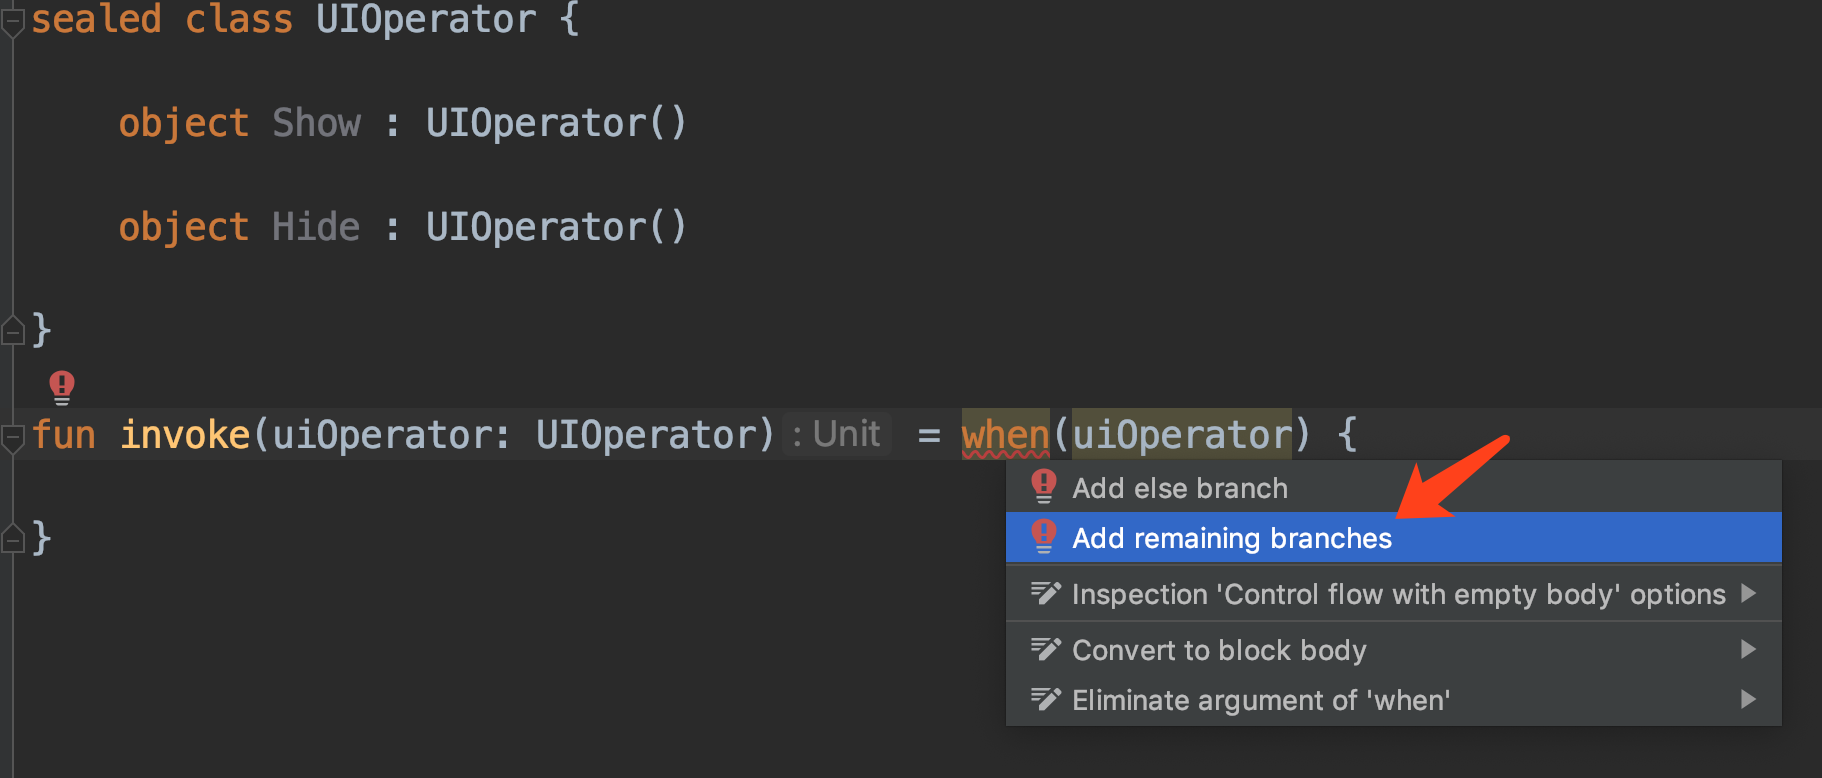 sealed class UIOperator {
object Show : UIOperator()
object Hide : UIOperator()
}
fun invoke(uiOperator: UIOperator) : Unit = when(uiOperator) {
Add else branch
Add remaining branches
}
Inspection 'Control flow with empty body' options
Convert to block body
Eliminate argument of 'when'